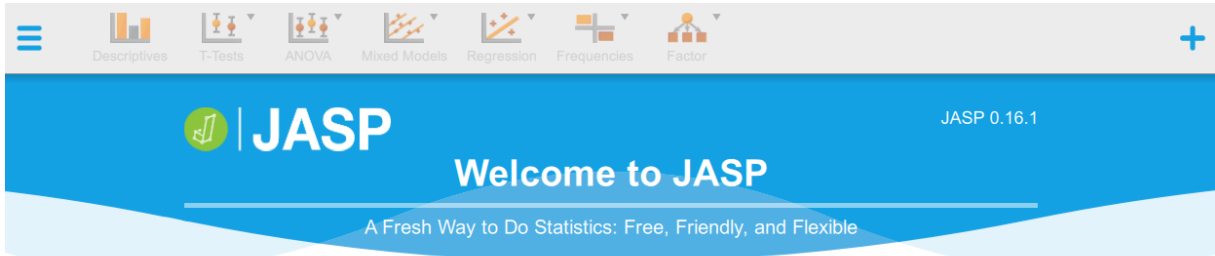 Descriptives T-Tests ANOVA Mixed Models Regression Frequencies Factor
JASP
JASP 0.16.1
Welcome to JASP
A Fresh Way to Do Statistics: Free, Friendly, and Flexible